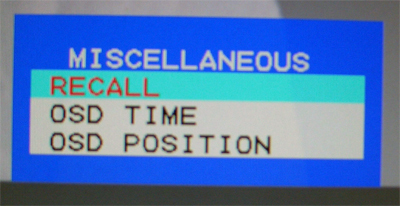 MISCELLANEOUS
RECALL
OSD TIME
OSD POSITION